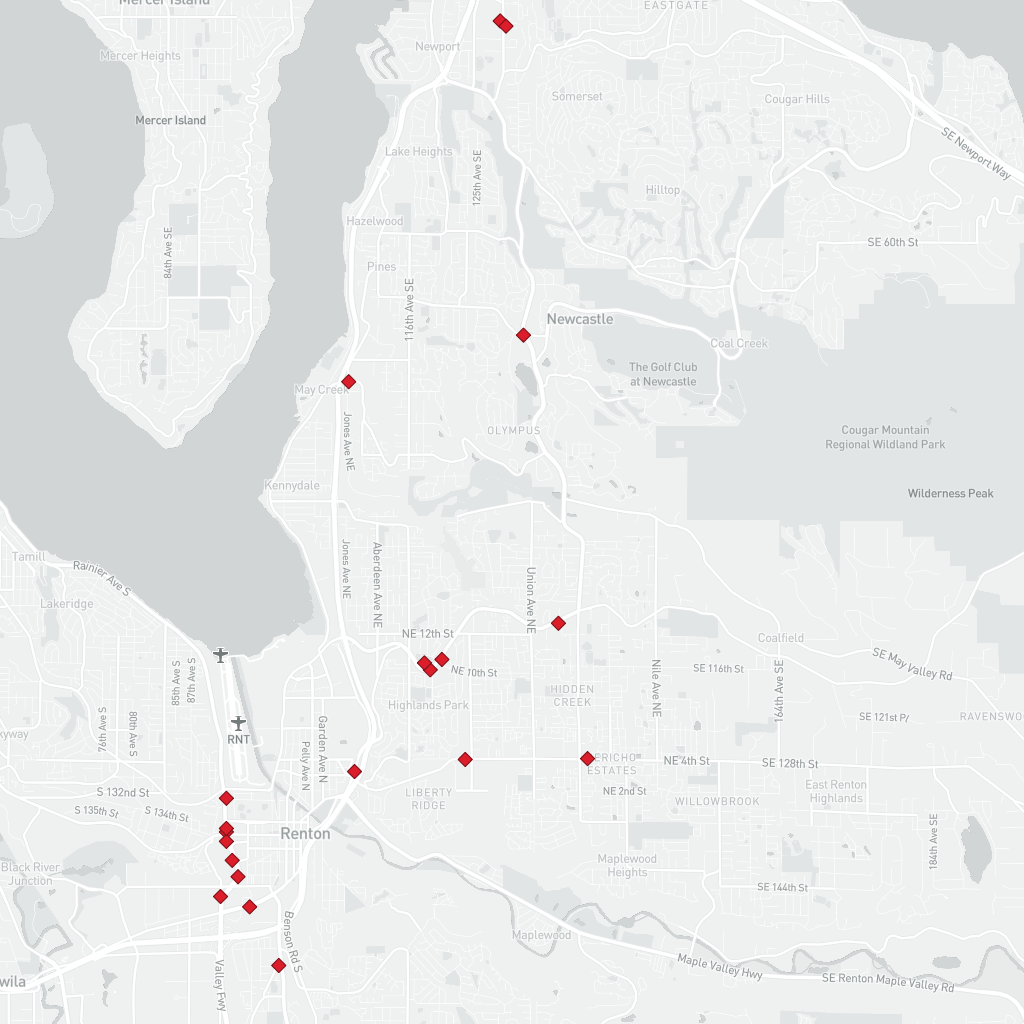 Mercer Island
EASTGATE
Newport
Mercer Heights
Somerset
Cougar Hills
Mercer Island
SE Newport Way
Lake Heights
125th Ave SE
Hilltop
Hazelwood
84th Ave SE
SE 60th St
Pines
116th Ave SE
Newcastle
Coal Creek
The Golf Club
at Newcastle
May Creek
Jones Ave NE
OLYMPUS
Cougar Mountain
Regional Wildland Park
Kennydale
Wilderness Peak
Tamill
Rainier Ave S
Jones Ave NE
Aberdeen Ave NE
Union Ave NE
Lakeridge
NE 12th St
Coalfield
85th Ave S
87th Ave S
NE 10th St
Nile Ave NE
SE 116th St
164th Ave SE
SE May Valley Rd
HIDDEN
CREEK
Highlands Park
76th Ave S
80th Ave S
kyway
RNT
Garden Ave N
Pelly Ave N
SE 121st Pl
RAVENSWO
ERICHO
ESTATES
NE 4th St
SE 128th St
S 132nd St
S 135th St
S 134th St
LIBERTY
RIDGE
NE 2nd St
WILLOWBROOK
East Renton
Highlands
Renton
184th Ave SE
Black River
Junction
Maplewood
Heights
SE 144th St
Benson Rd S
Maplewood
Valley Fwy
Maple Valley Hwy
SE Renton Maple Valley Rd
wila